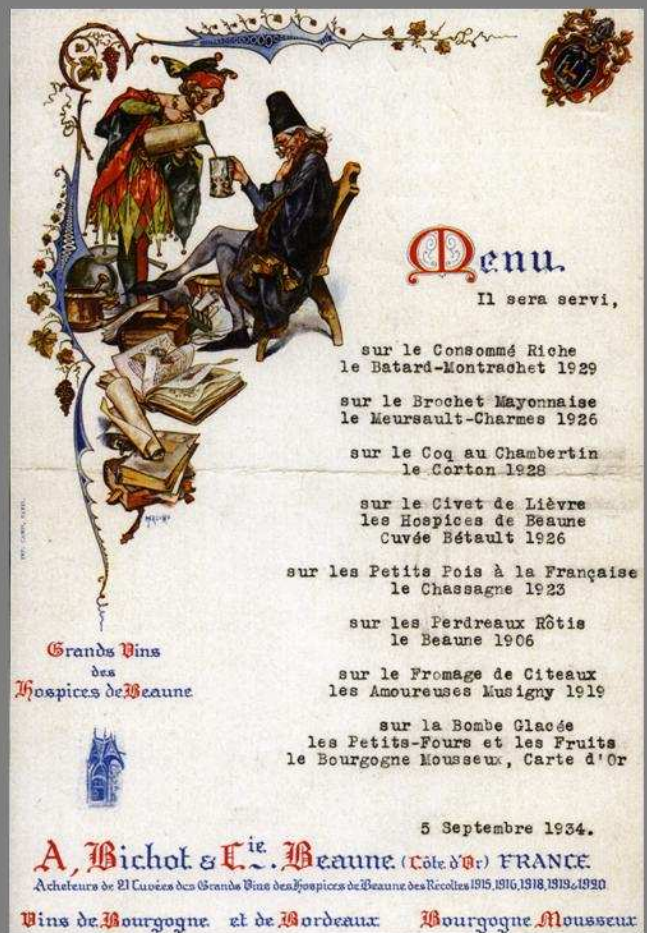 Menu.
Il sera servi,
sur le Consommé Riche
le Batard-Montrachet 1929
sur le Brochet Mayonnaise
le Meursault-Charmes 1926
sur le Coq au Chambertin
le Corton 1928
sur le Civet de Lièvre
les Hospices de Beaune
Cuvée Bétault 1926
sur les Petits Pois à la Française
le Chassagne 1923
sur les Perdreaux Rôtis
le Beaune 1906
sur le Fromage de Citeaux
les Amoureuses Musigny 1919
sur la Bombe Glacée
les Petits-Fours et les Fruits
le Bourgogne Mousseux, Carte d'Or
5 Septembre 1934.
Grands Vins
des
Hospices de Beaune
A, Bichot & Cie. Beaune (Côte d'Or) FRANCE
Acheteurs de 21 Cuvées des Grands Vins des Hospices de Beaune des Récoltes 1915, 1916, 1918, 1919 & 1920
Vins de Bourgogne et de Bordeaux Bourgogne Mousseux